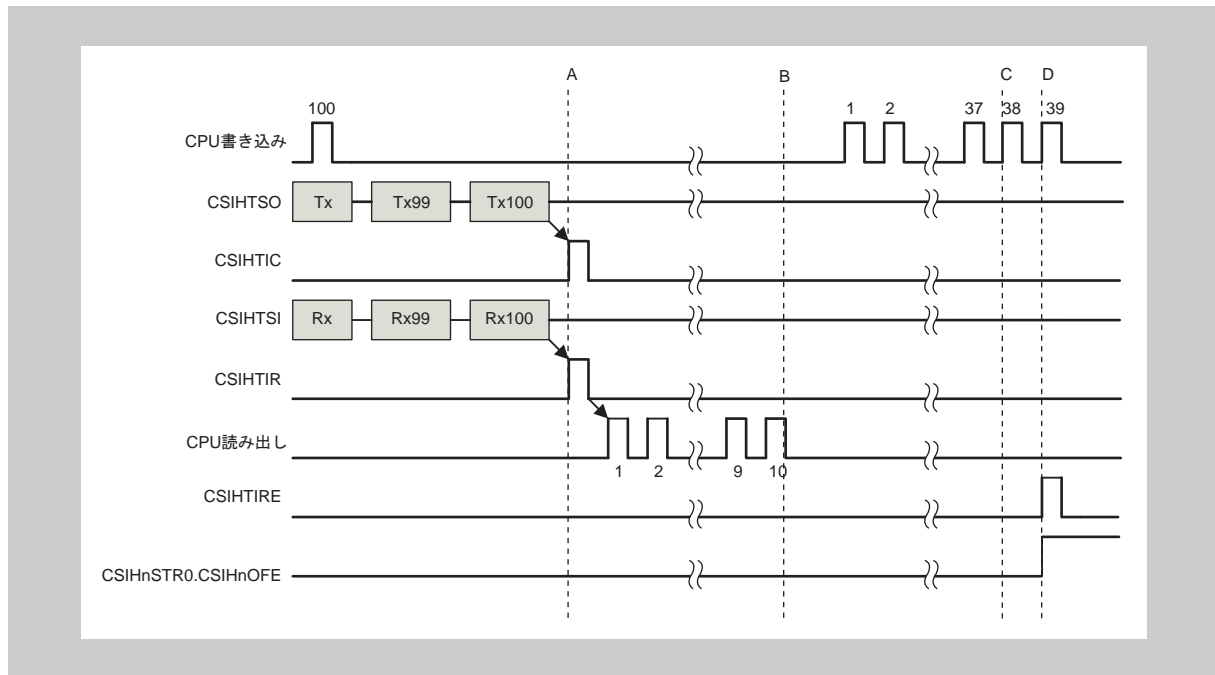 A B C D
100 1 2 37 38 39
CPU書き込み
CSIHTSO Tx Tx99 Tx100
CSIHTIC
CSIHTSI Rx Rx99 Rx100
CSIHTIR
CPU読み出し
1 2 9 10
CSIHTIRE
CSIHnSTR0.CSIHnOFE